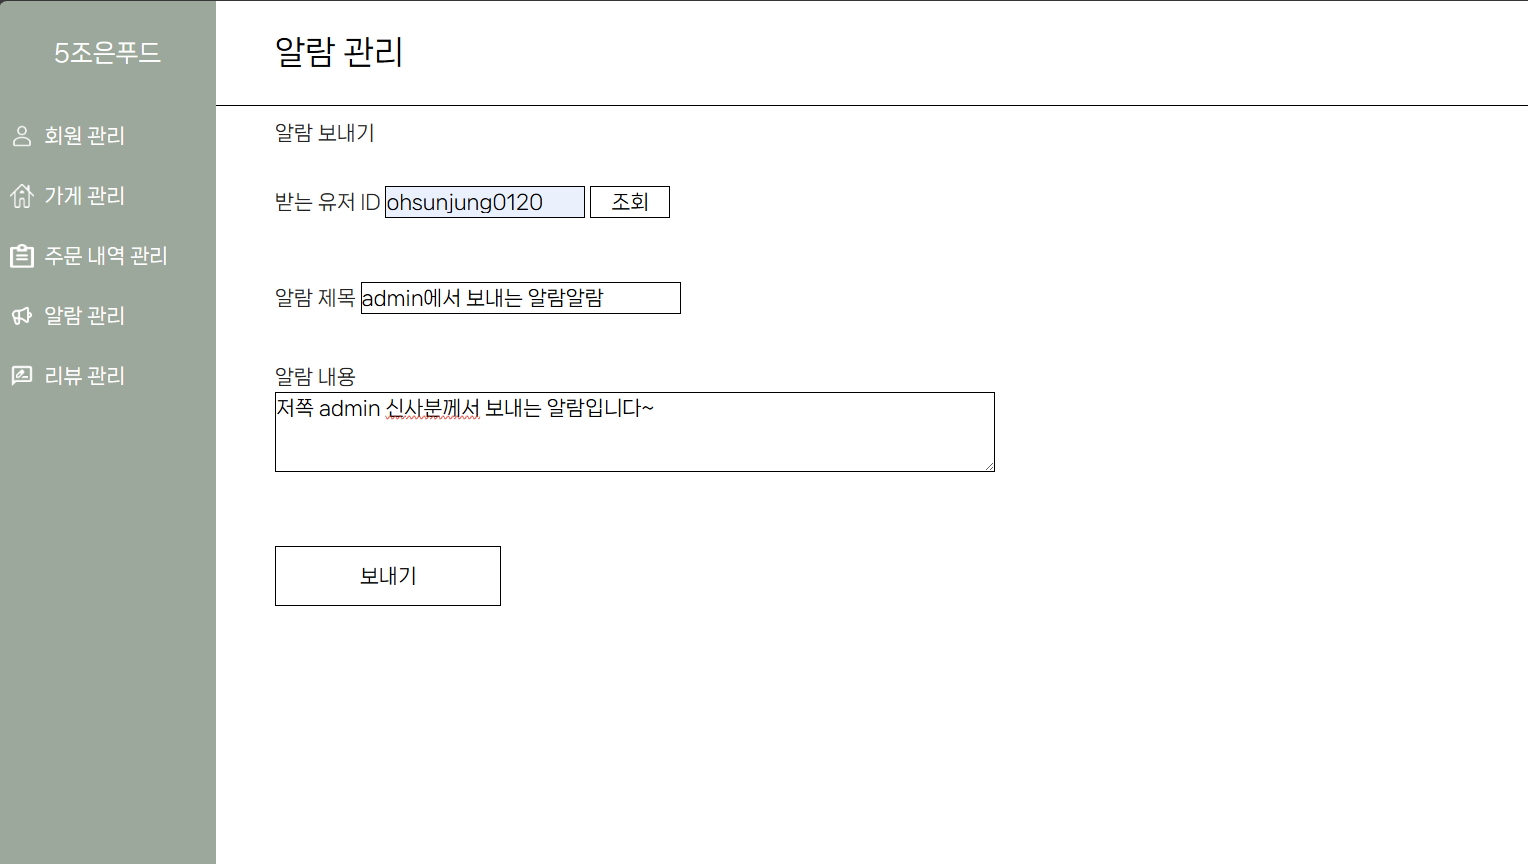 5조은푸드
회원 관리
가게 관리
주문 내역 관리
알람 관리
리뷰 관리
알람 관리
알람 보내기
받는 유저 ID ohsunjung0120 조회
알람 제목 admin에서 보내는 알람알람
알람 내용
저쪽 admin 신사분께서 보내는 알람입니다~
보내기